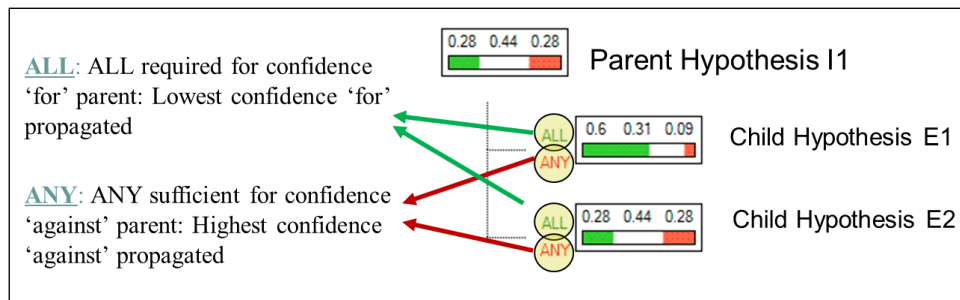 0.28 0.44 0.28
Parent Hypothesis I1
ALL: ALL required for confidence
‘for’ parent: Lowest confidence ‘for’
propagated
ALL
ANY
0.6 0.31 0.09
Child Hypothesis E1
ANY: ANY sufficient for confidence
‘against’ parent: Highest confidence
‘against’ propagated
ALL
ANY
0.28 0.44 0.28
Child Hypothesis E2